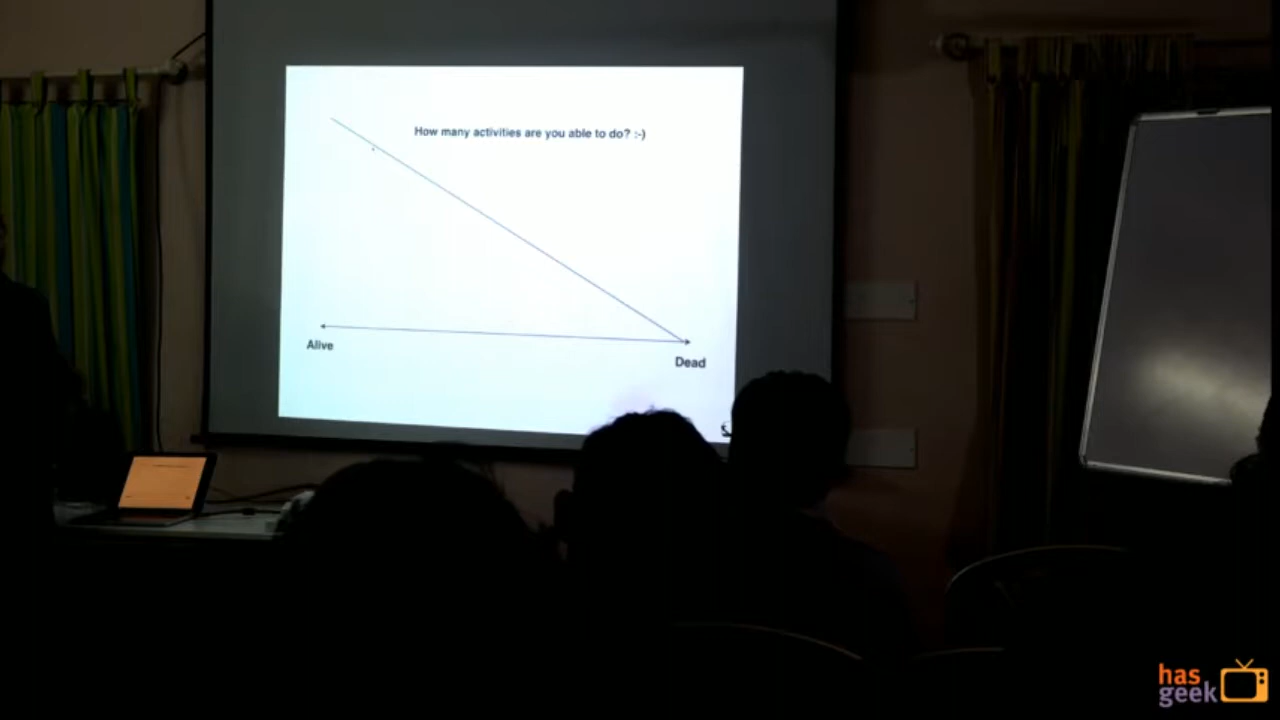 How many activities are you able to do? :-)
Alive
Dead
has
geek